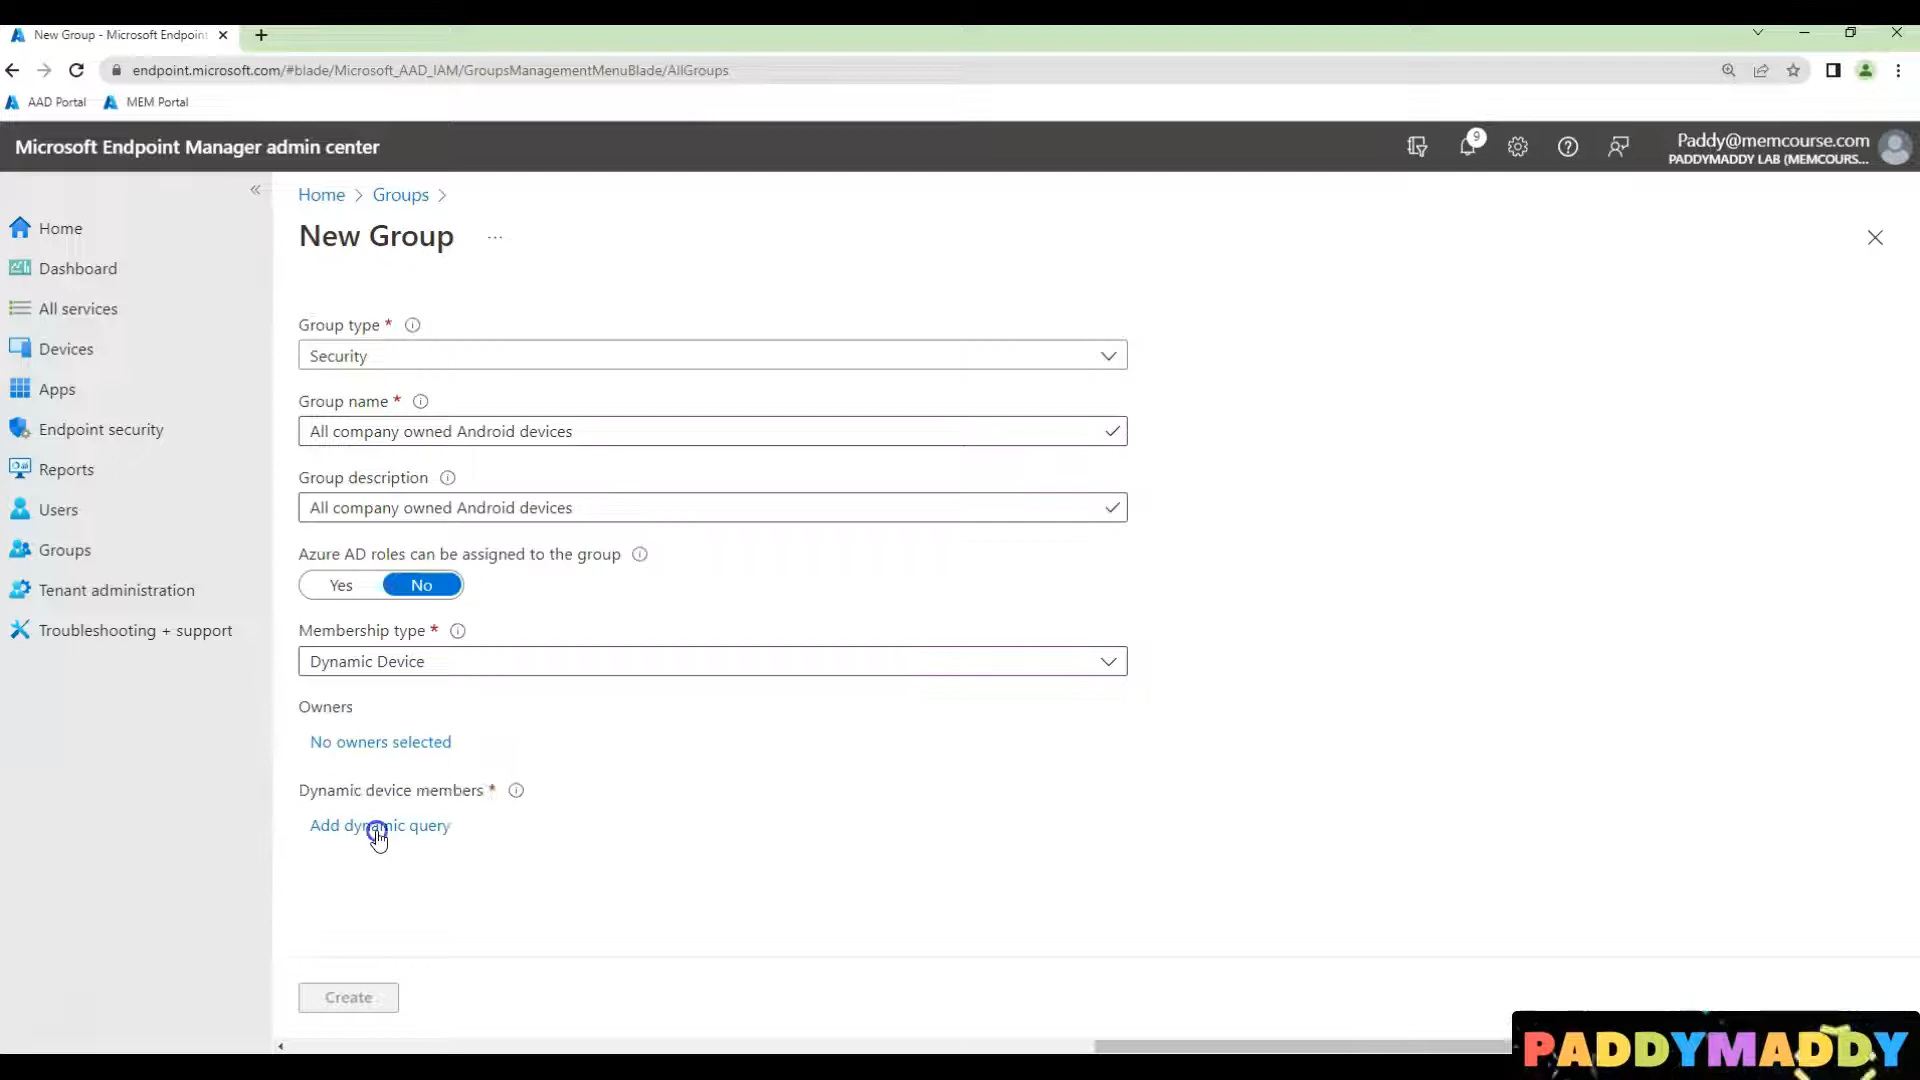 New Group - Microsoft Endpoint
endpoint.microsoft.com/#blade/Microsoft_AAD_IAM/GroupsManagementMenuBlade/AllGroups
AAD Portal MEM Portal
Microsoft Endpoint Manager admin center
9
Paddy@memcourse.com
PADDYMADDY LAB (MEMCOURS...
Home
Dashboard
All services
Devices
Apps
Endpoint security
Reports
Users
Groups
Tenant administration
Troubleshooting + support
Home > Groups >
New Group ...
Group type *
Security
Group name *
All company owned Android devices
Group description
All company owned Android devices
Azure AD roles can be assigned to the group
Yes No
Membership type *
Dynamic Device
Owners
No owners selected
Dynamic device members *
Add dynamic query
Create
PADDYMADDY